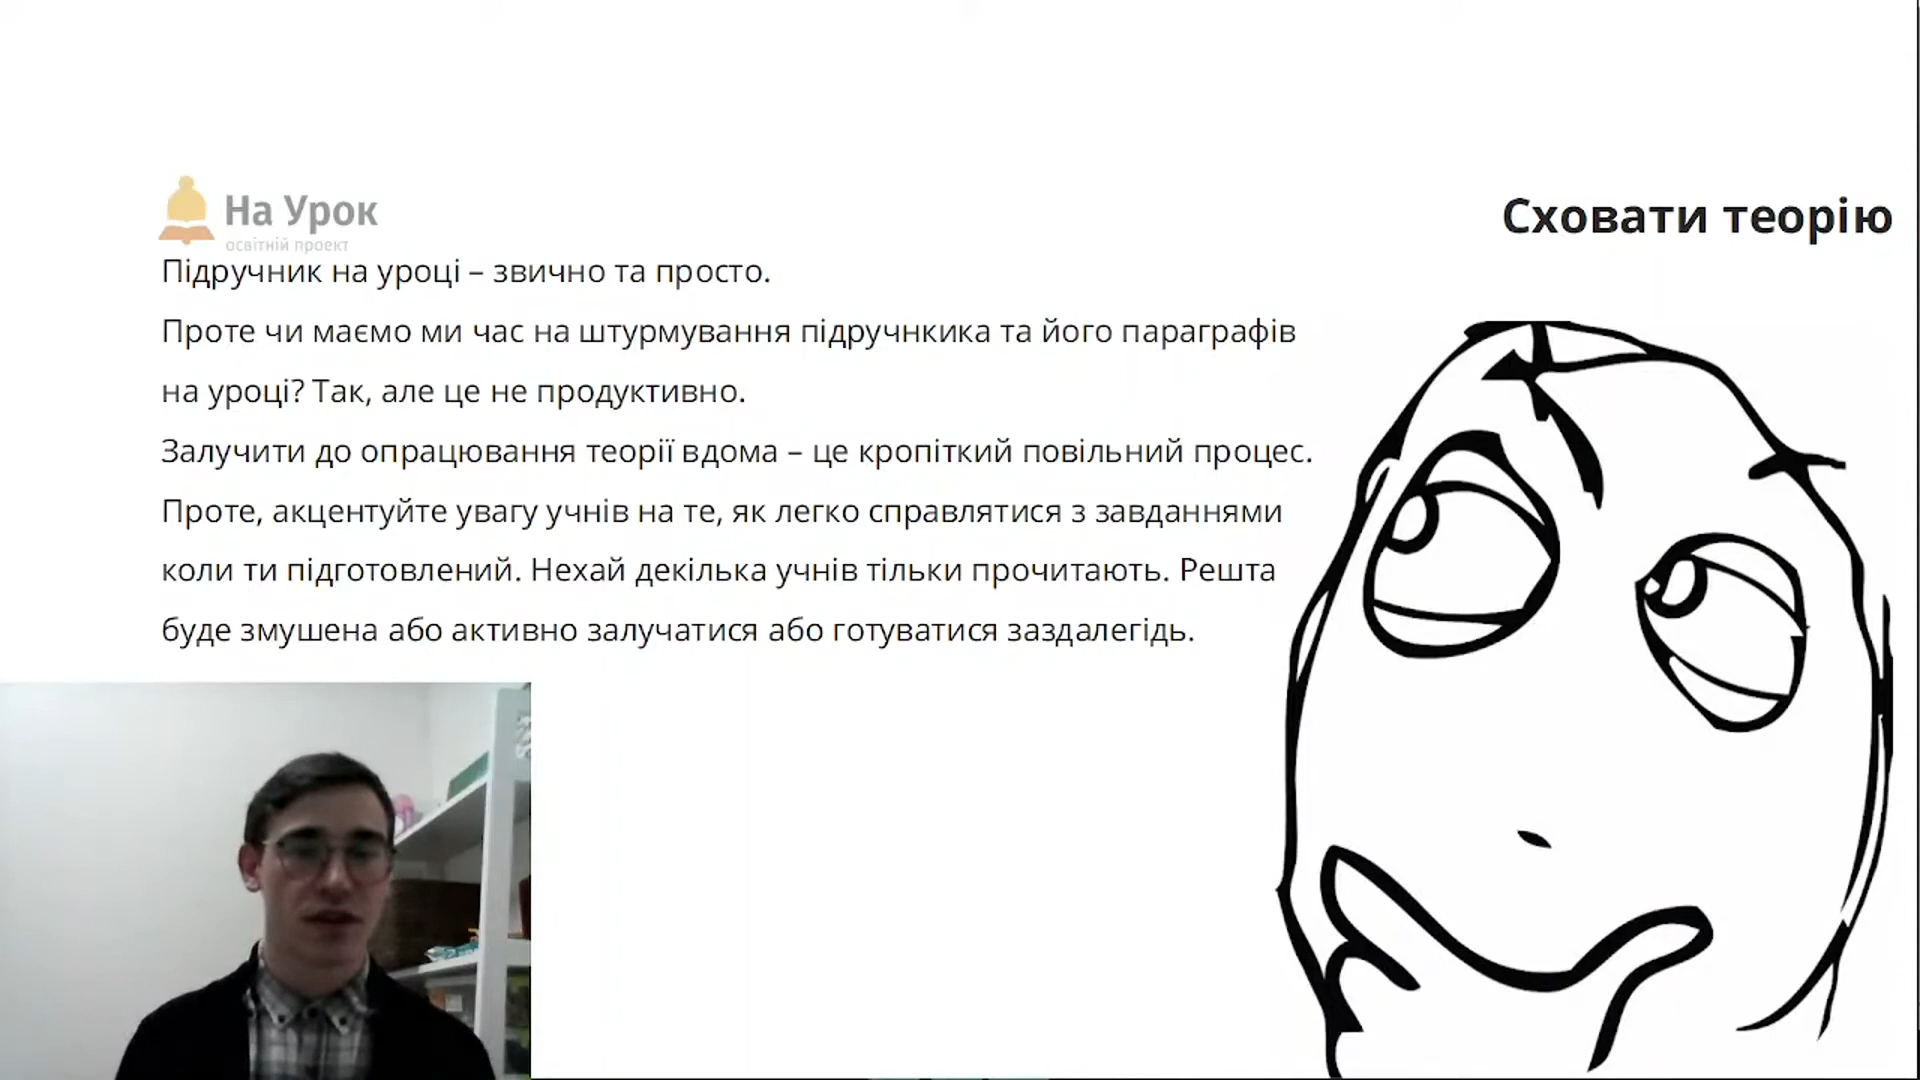 На Урок
освітній проект
Сховати теорію
Підручник на уроці – звично та просто.
Проте чи маємо ми час на штурмування підручнкика та його параграфів
на уроці? Так, але це не продуктивно.
Залучити до опрацювання теорії вдома – це кропіткий повільний процес.
Проте, акцентуйте увагу учнів на те, як легко справлятися з завданнями
коли ти підготовлений. Нехай декілька учнів тільки прочитають. Решта
буде змушена або активно залучатися або готуватися заздалегідь.